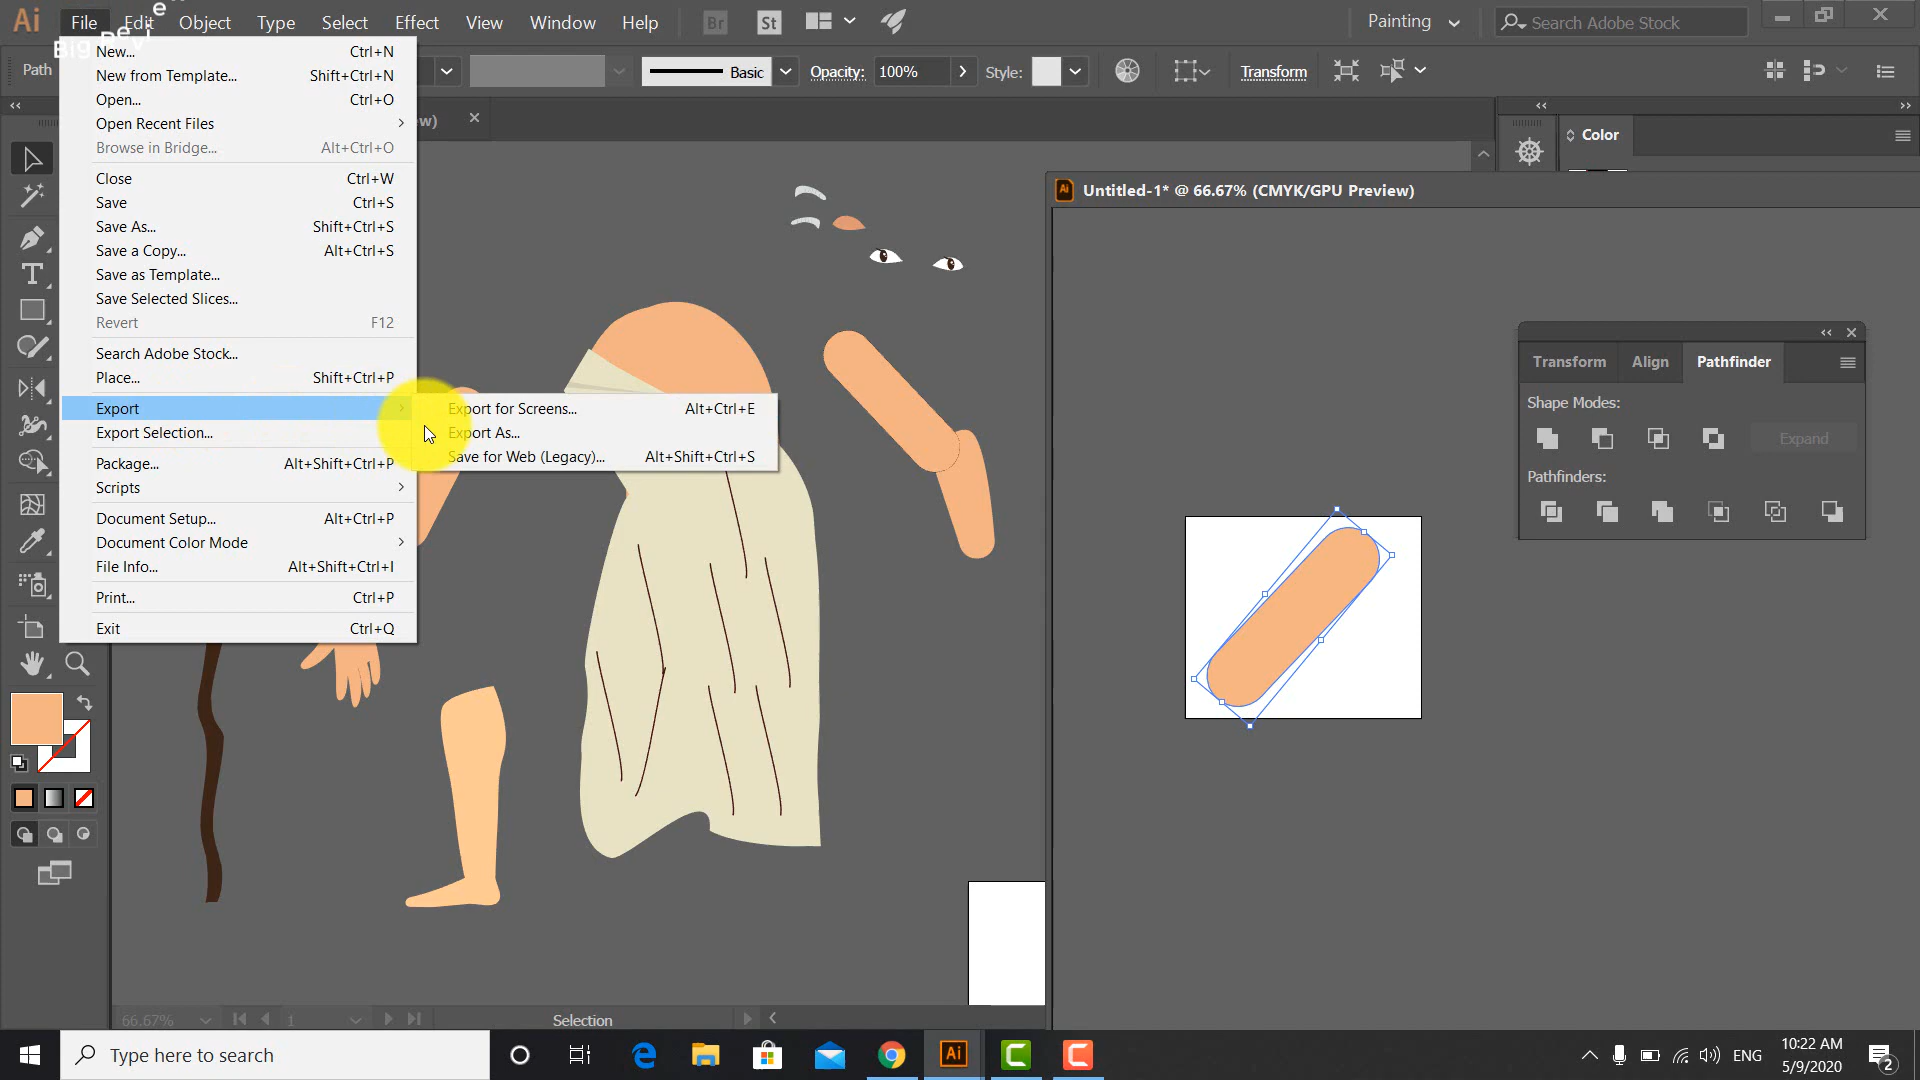 Ai File Edit Object Type Select Effect View Window Help Br St Painting Search Adobe Stock
Path Basic Opacity: 100% Style: Transform
New... Ctrl+N
New from Template... Shift+Ctrl+N
Open... Ctrl+O
Open Recent Files
Browse in Bridge... Alt+Ctrl+O
Close Ctrl+W
Save Ctrl+S
Save As... Shift+Ctrl+S
Save a Copy... Alt+Ctrl+S
Save as Template...
Save Selected Slices...
Revert F12
Search Adobe Stock...
Place... Shift+Ctrl+P
Export
Export Selection...
Package... Alt+Shift+Ctrl+P
Scripts
Document Setup... Alt+Ctrl+P
Document Color Mode
File Info... Alt+Shift+Ctrl+I
Print... Ctrl+P
Exit Ctrl+Q
Export for Screens... Alt+Ctrl+E
Export As...
Save for Web (Legacy)... Alt+Shift+Ctrl+S
Color
Untitled-1* @ 66.67% (CMYK/GPU Preview)
Transform Align Pathfinder
Shape Modes:
Expand
Pathfinders:
66.67% 1 Selection
Type here to search
Ai
ENG
10:22 AM
5/9/2020
2